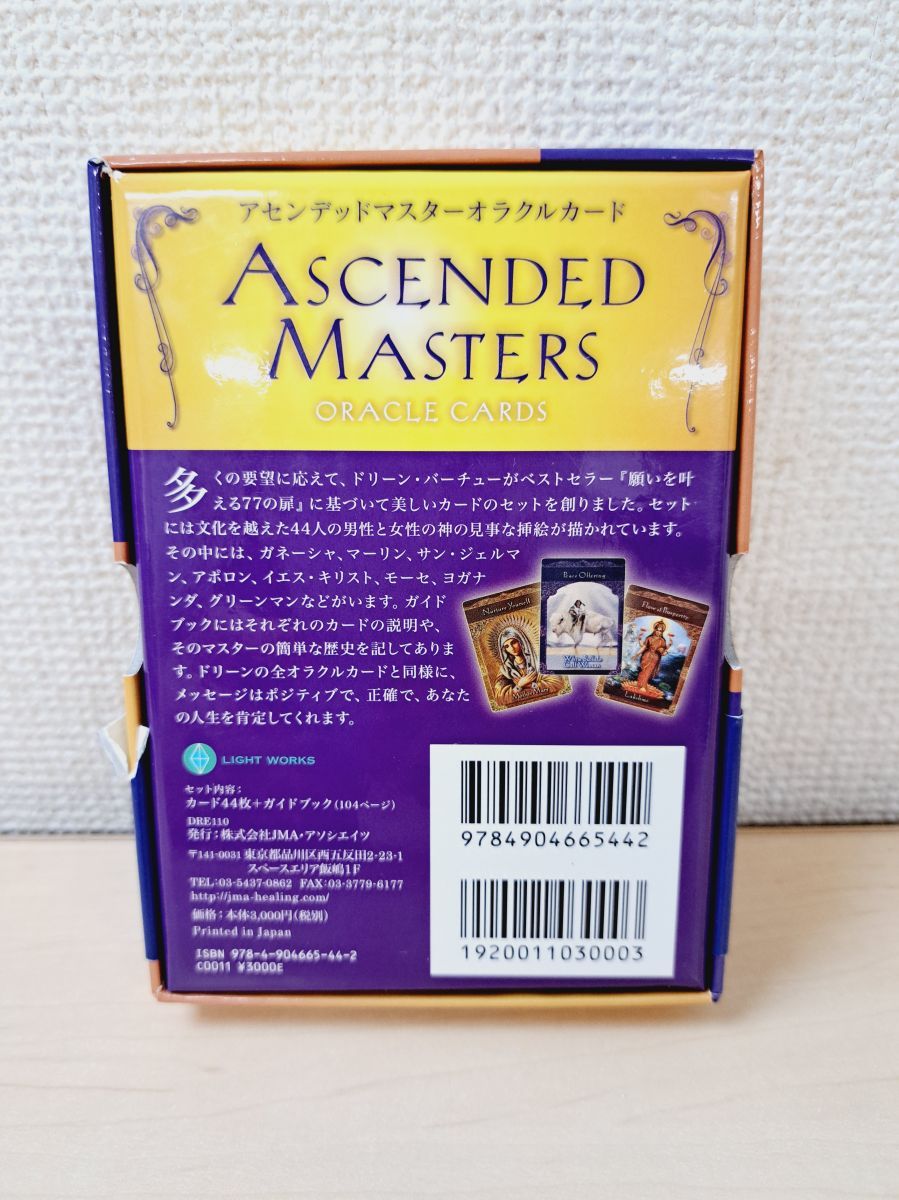 アセンデッドマスターオラクルカード
ASCENDED
MASTERS
ORACLE CARDS
多くの要望に応えて、ドリーン・バーチューがベストセラー『願いを叶
える77の扉』に基づいて美しいカードのセットを創りました。セット
には文化を越えた44人の男性と女性の神の見事な挿絵が描かれています。
その中には、ガネーシャ、マーリン、サン・ジェルマ
ン、アポロン、イエス・キリスト、モーセ、ヨガナ
ンダ、グリーンマンなどがいます。ガイド
ブックにはそれぞれのカードの説明や、
そのマスターの簡単な歴史を記してありま
す。ドリーンの全オラクルカードと同様に、
メッセージはポジティブで、正確で、あなた
の人生を肯定してくれます。
Nurture Yourself
Mother Mary
Peace Offering
White Buffalo
Calf Woman
Flow of Prosperity
Lakshmi
LIGHT WORKS
セット内容:
カード44枚+ガイドブック(104ページ)
DRE110
発行:株式会社JMA・アソシエイツ
〒141-0031 東京都品川区西五反田2-23-1
スペースエリア飯嶋1F
TEL:03-5437-0862 FAX:03-3779-6177
http://jma-healing.com/
価格:本体3,000円(税別)
Printed in Japan
ISBN 978-4-904665-44-2
C0011 ¥3000E
9784904665442
1920011030003